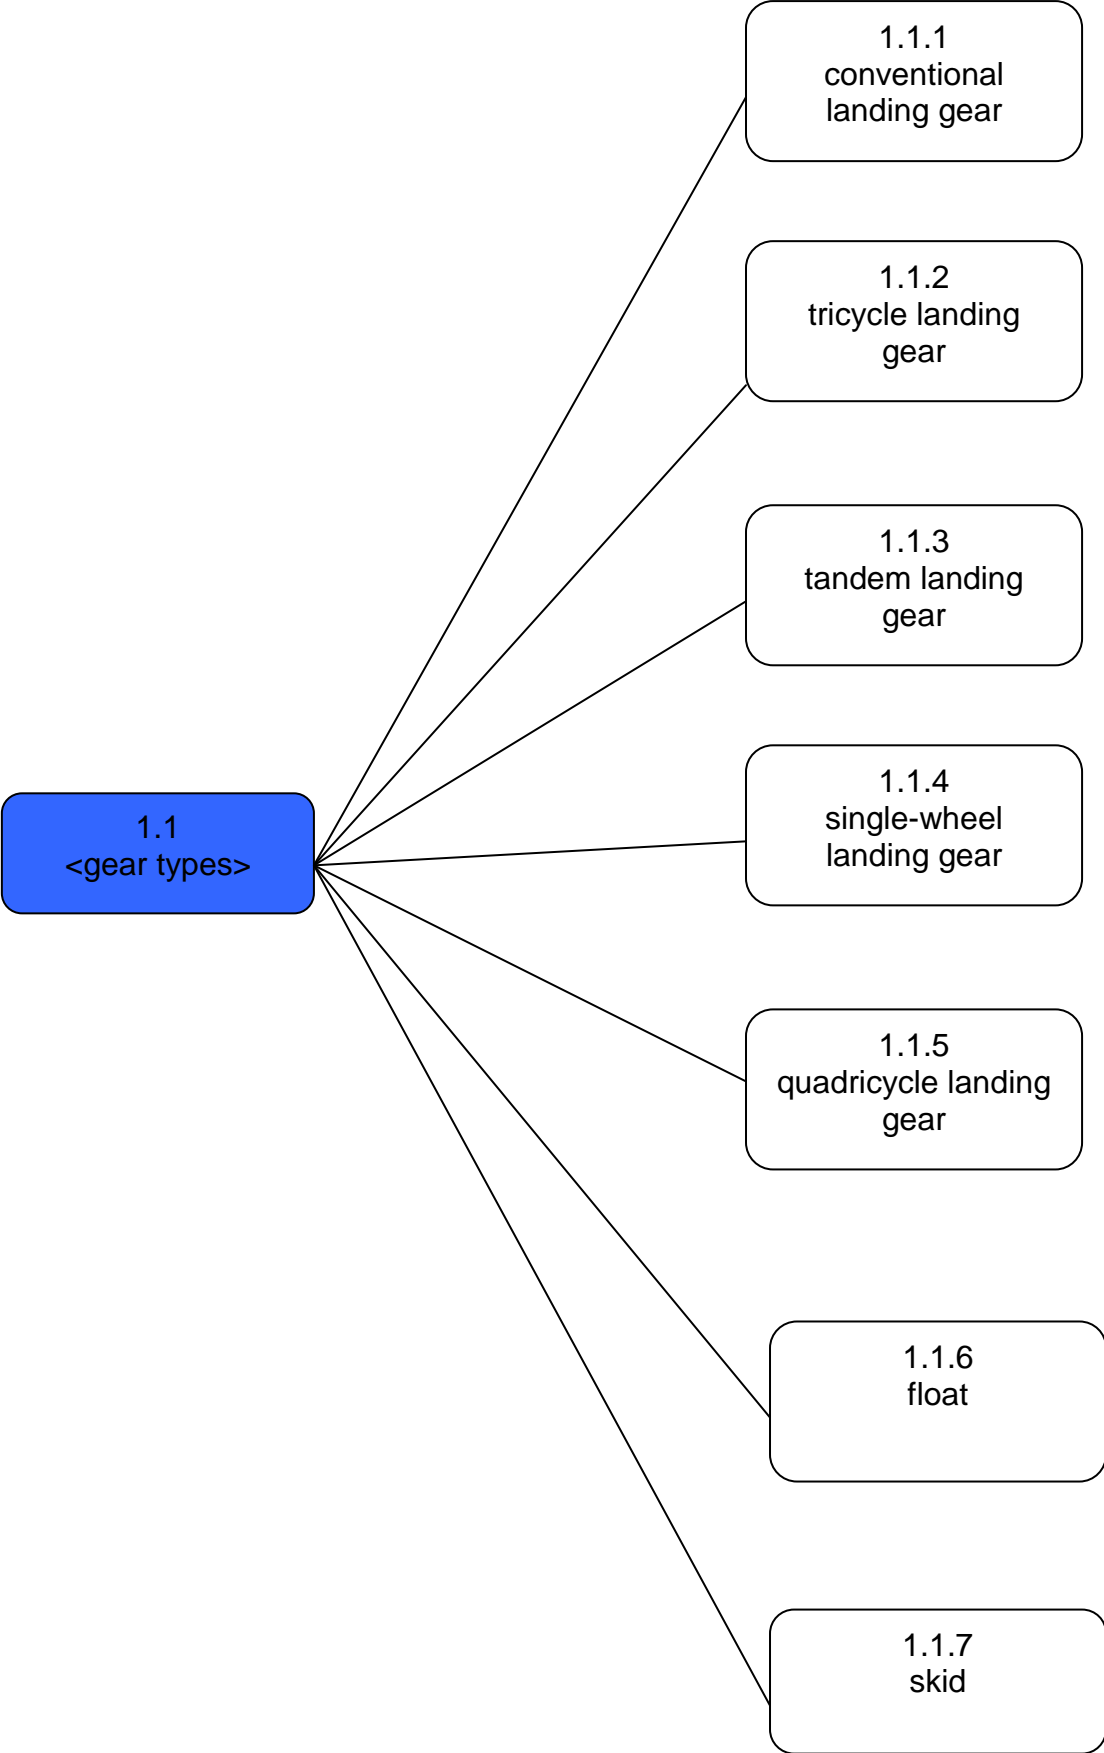 1.1.1
conventional
landing gear
1.1.2
tricycle landing
gear
1.1.3
tandem landing
gear
1.1.4
single-wheel
landing gear
1.1
<gear types>
1.1.5
quadricycle landing
gear
1.1.6
float
1.1.7
skid